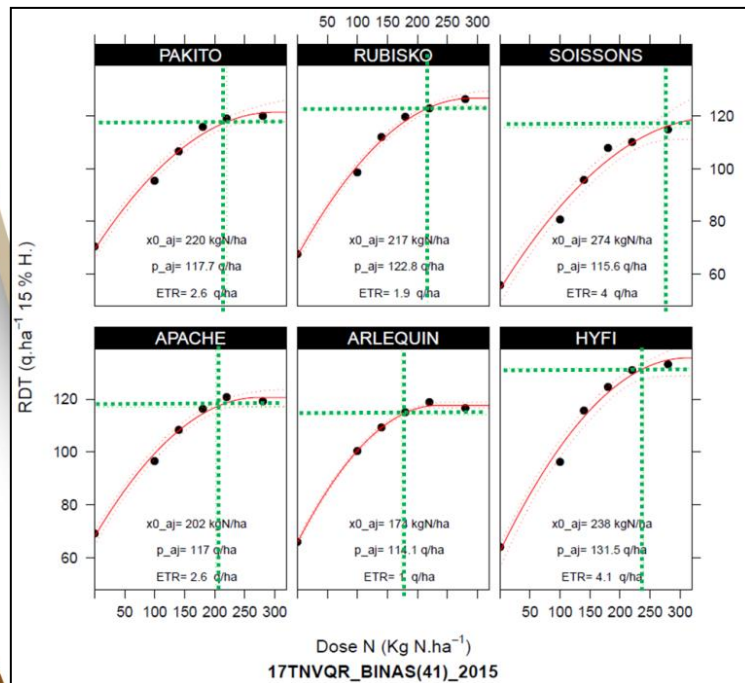 50 100 150 200 250 300
PAKITO RUBISKO SOISSONS
x0_aj= 220 kgN/ha
p_aj= 117.7 q/ha
ETR= 2.6 q/ha
x0_aj= 217 kgN/ha
p_aj= 122.8 q/ha
ETR= 1.9 q/ha
x0_aj= 274 kgN/ha
p_aj= 115.6 q/ha
ETR= 4 q/ha
120
100
80
60
RDT (q.ha⁻¹ 15 % H.)
APACHE ARLEQUIN HYFI
120
100
80
60
x0_aj= 202 kgN/ha
p_aj= 117 q/ha
ETR= 2.6 q/ha
x0_aj= 173 kgN/ha
p_aj= 114.1 q/ha
ETR= 1 q/ha
x0_aj= 238 kgN/ha
p_aj= 131.5 q/ha
ETR= 4.1 q/ha
50 100 150 200 250 300 50 100 150 200 250 300
Dose N (Kg N.ha⁻¹)
17TNVQR_BINAS(41)_2015